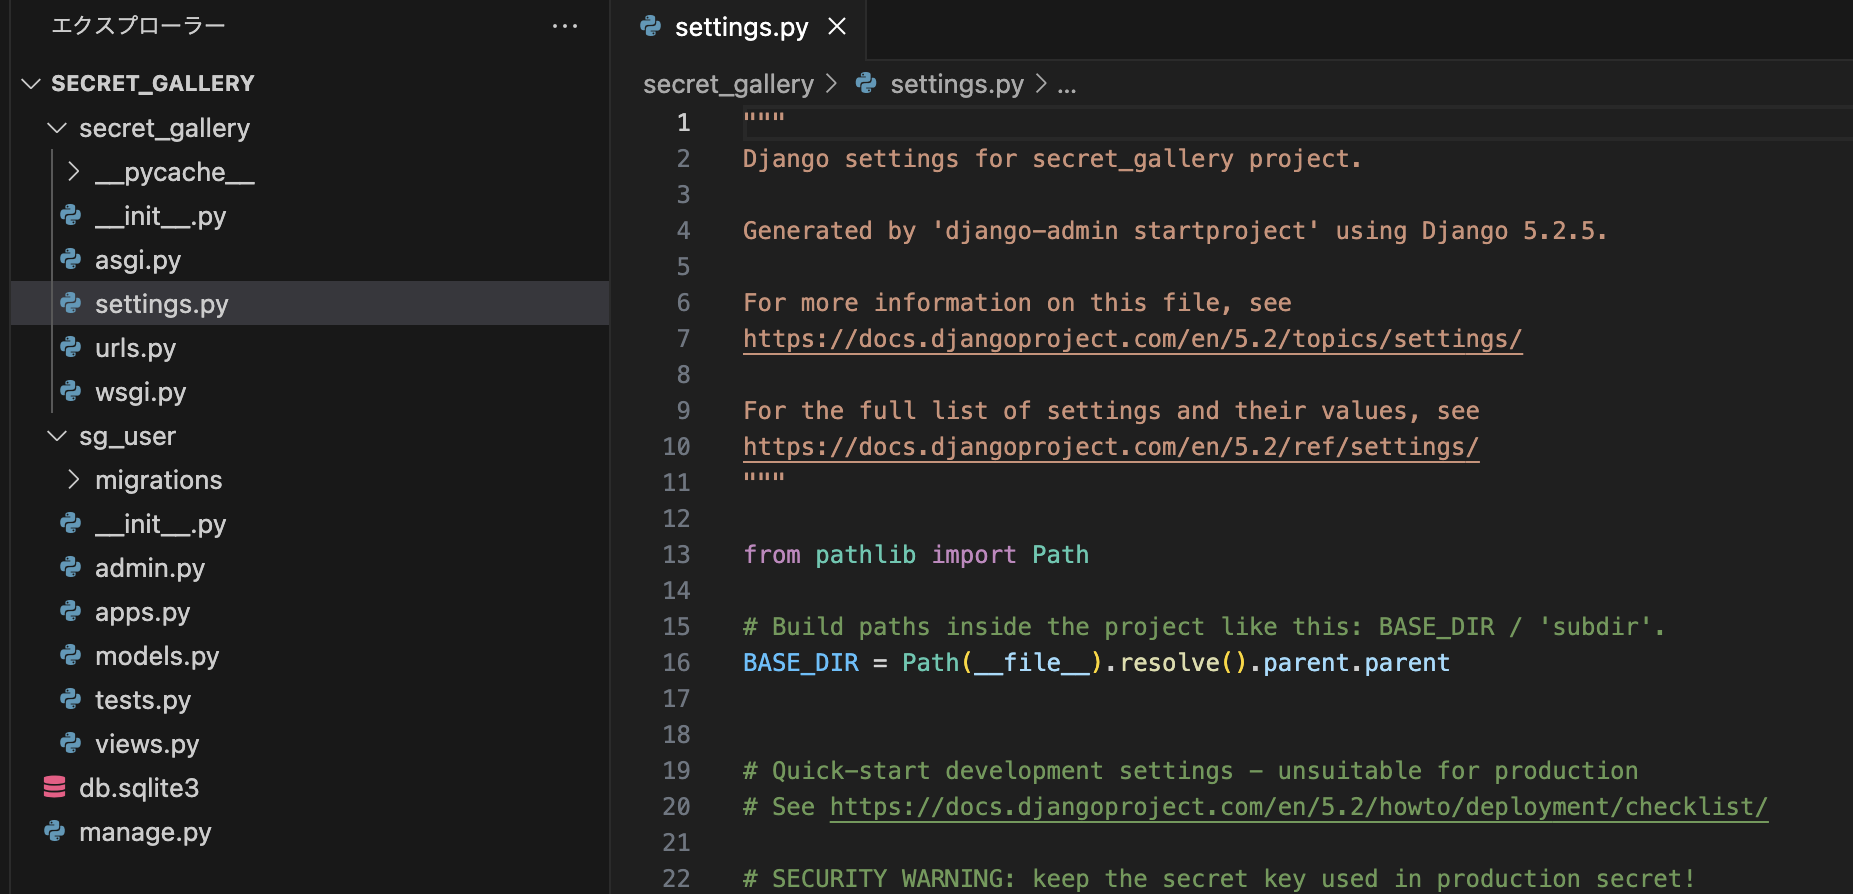 エクスプローラー
SECRET_GALLERY
secret_gallery
__pycache__
__init__.py
asgi.py
settings.py
urls.py
wsgi.py
sg_user
migrations
__init__.py
admin.py
apps.py
models.py
tests.py
views.py
db.sqlite3
manage.py
settings.py
secret_gallery > settings.py > ...
1 """
2 Django settings for secret_gallery project.
3
4 Generated by 'django-admin startproject' using Django 5.2.5.
5
6 For more information on this file, see
7 https://docs.djangoproject.com/en/5.2/topics/settings/
8
9 For the full list of settings and their values, see
10 https://docs.djangoproject.com/en/5.2/ref/settings/
11 """
12
13 from pathlib import Path
14
15 # Build paths inside the project like this: BASE_DIR / 'subdir'.
16 BASE_DIR = Path(__file__).resolve().parent.parent
17
18
19 # Quick-start development settings - unsuitable for production
20 # See https://docs.djangoproject.com/en/5.2/howto/deployment/checklist/
21
22 # SECURITY WARNING: keep the secret key used in production secret!